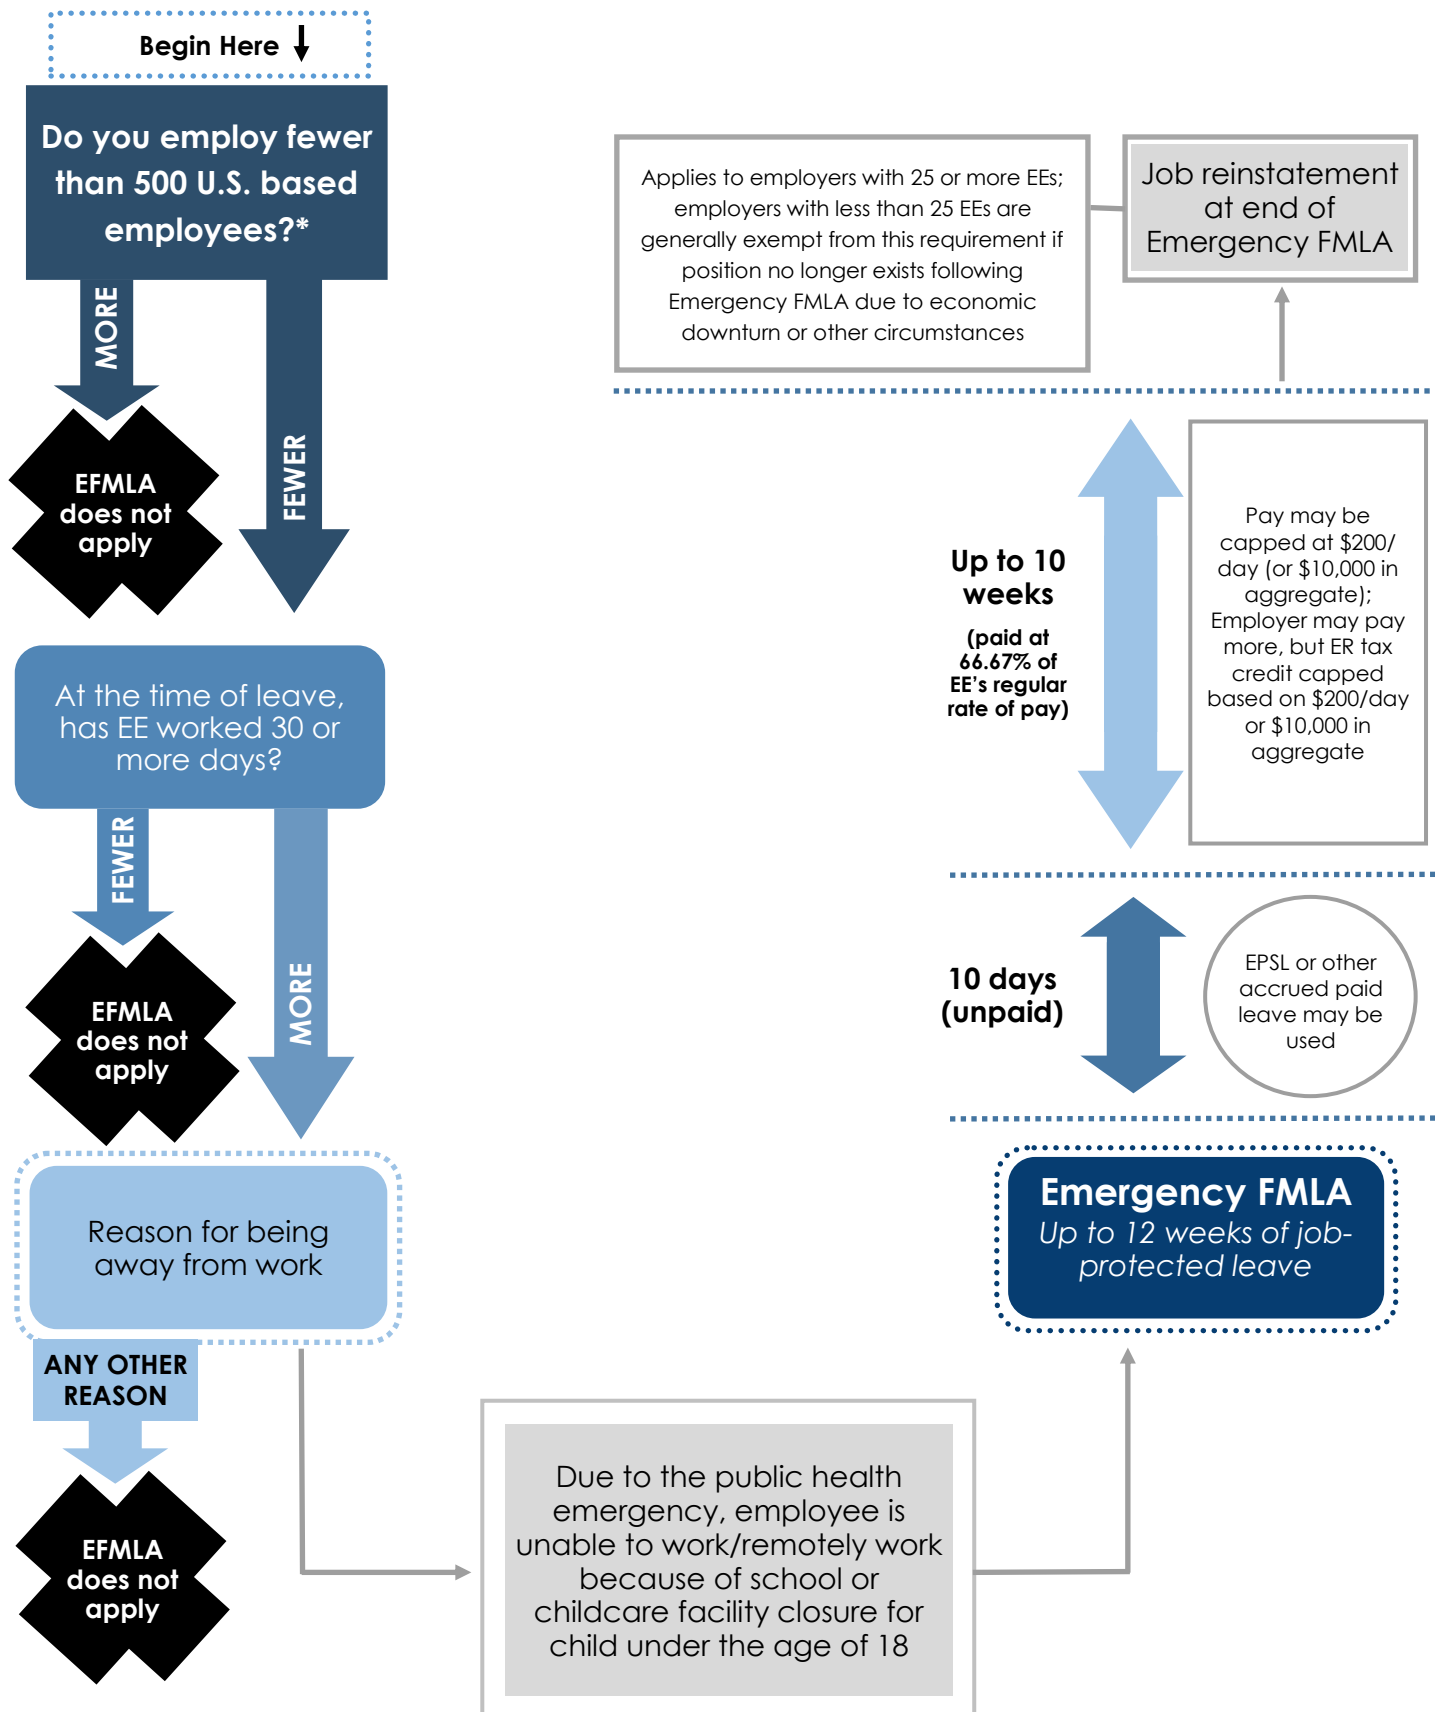 Begin Here
Do you employ fewer
than 500 U.S. based
employees?*
MORE
FEWER
EFMLA
does not
apply
At the time of leave,
has EE worked 30 or
more days?
FEWER
MORE
EFMLA
does not
apply
Reason for being
away from work
ANY OTHER
REASON
EFMLA
does not
apply
Due to the public health
emergency, employee is
unable to work/remotely work
because of school or
childcare facility closure for
child under the age of 18
Emergency FMLA
Up to 12 weeks of job-
protected leave
10 days
(unpaid)
EPSL or other
accrued paid
leave may be
used
Up to 10
weeks
(paid at
66.67% of
EE’s regular
rate of pay)
Pay may be
capped at $200/
day (or $10,000 in
aggregate);
Employer may pay
more, but ER tax
credit capped
based on $200/day
or $10,000 in
aggregate
Job reinstatement
at end of
Emergency FMLA
Applies to employers with 25 or more EEs;
employers with less than 25 EEs are
generally exempt from this requirement if
position no longer exists following
Emergency FMLA due to economic
downturn or other circumstances